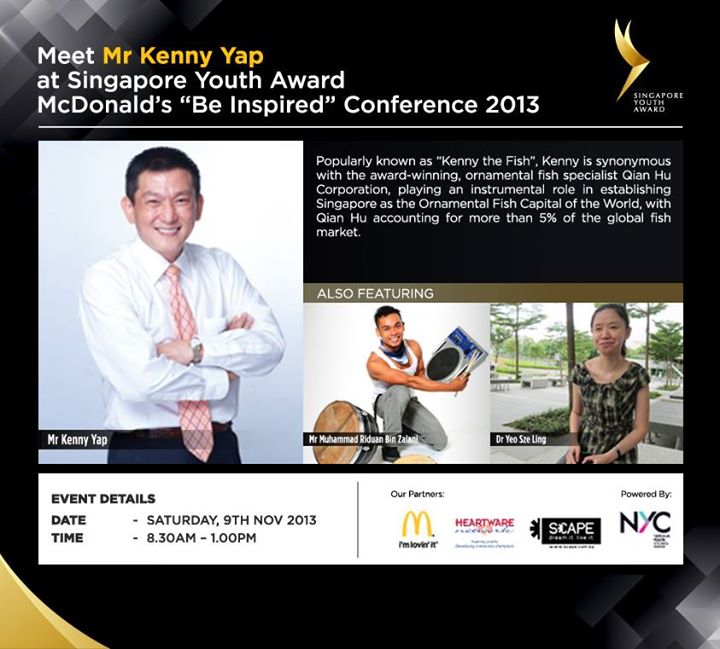 Meet Mr Kenny Yap
at Singapore Youth Award
McDonald's "Be Inspired" Conference 2013
SINGAPORE
YOUTH
AWARD
Popularly known as "Kenny the Fish", Kenny is synonymous
with the award-winning, ornamental fish specialist Qian Hu
Corporation, playing an instrumental role in establishing
Singapore as the Ornamental Fish Capital of the World, with
Qian Hu accounting for more than 5% of the global fish
market.
ALSO FEATURING
Mr Kenny Yap
Mr Muhammad Riduan Bin Zalani
Dr Yeo Sze Ling
EVENT DETAILS
DATE - SATURDAY, 9TH NOV 2013
TIME - 8.30AM – 1.00PM
Our Partners:
Powered By:
i'm lovin' it
HEARTWARE
network
SCAPE
dream it. live it
NYC